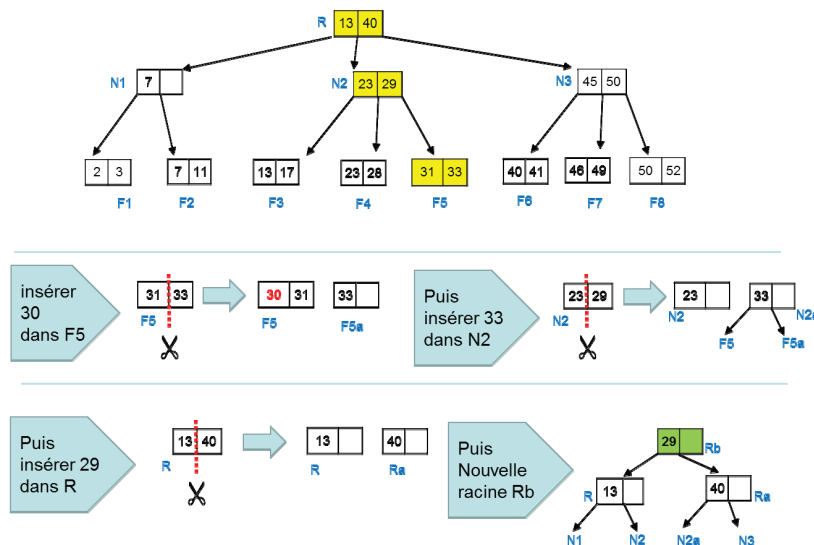 R 13 40
N1 7
N2 23 29
N3 45 50
2 3
7 11
13 17
23 28
31 33
40 41
46 49
50 52
F1
F2
F3
F4
F5
F6
F7
F8
insérer
30
dans F5
31 33
F5
30 31
F5
33
F5a
Puis
insérer 33
dans N2
23 29
N2
23
N2
33
N2a
F5
F5a
Puis
insérer 29
dans R
13 40
R
13
R
40
Ra
Puis
Nouvelle
racine Rb
29
Rb
R 13
40 Ra
N1
N2
N2a
N3